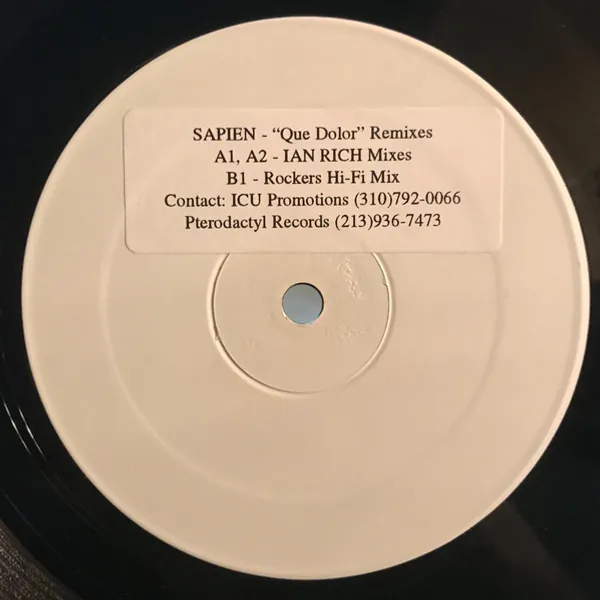 SAPIEN - “Que Dolor” Remixes
A1, A2 - IAN RICH Mixes
B1 - Rockers Hi-Fi Mix
Contact: ICU Promotions (310)792-0066
Pterodactyl Records (213)936-7473